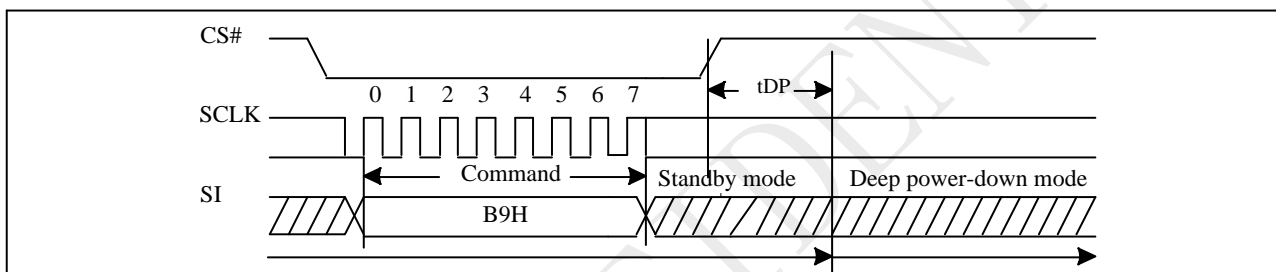 CS#
tDP
0 1 2 3 4 5 6 7
SCLK
Command
Standby mode
Deep power-down mode
SI
B9H